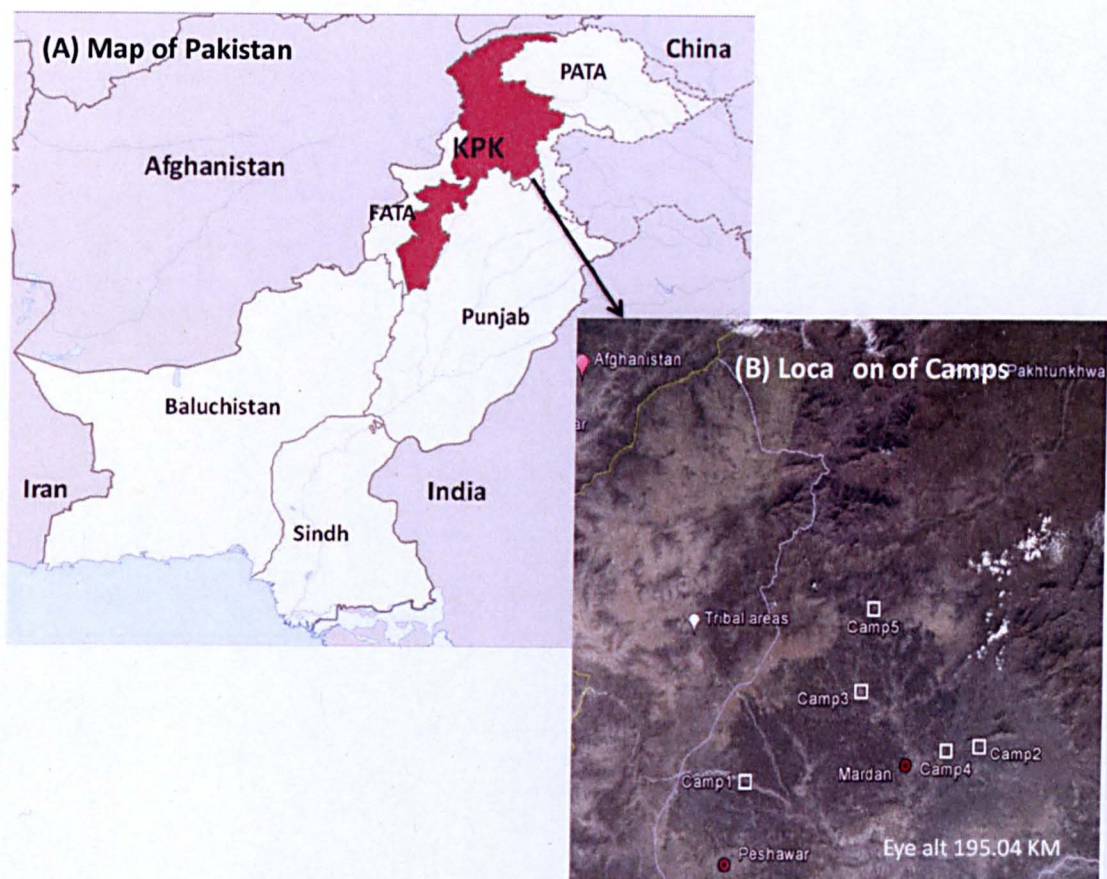 (A) Map of Pakistan
China
PATA
Afghanistan
KPK
FATA
Punjab
Baluchistan
Iran
India
Sindh
Afghanistan
(B) Loca on of Camps
Pakhtunkhwa
ar
Tribal areas
Camp5
Camp3
Camp2
Camp4
Mardan
Camp1
Peshawar
Eye alt 195.04 KM